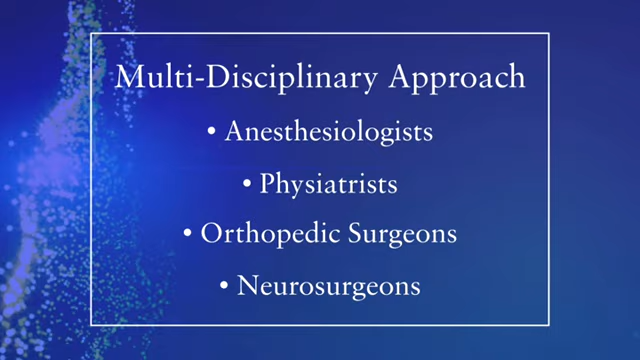 Multi-Disciplinary Approach
• Anesthesiologists
• Physiatrists
• Orthopedic Surgeons
• Neurosurgeons